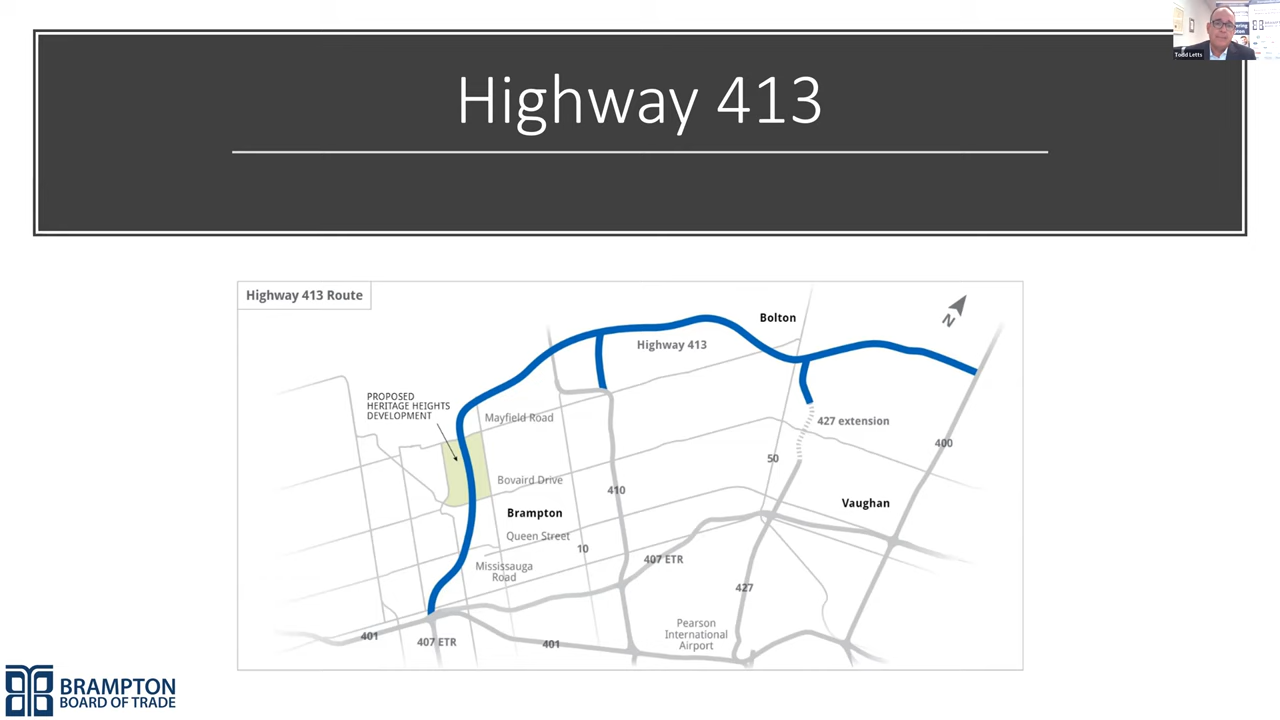 Highway 413
Todd Letts
Highway 413 Route
Bolton
N
Highway 413
PROPOSED
HERITAGE HEIGHTS
DEVELOPMENT
Mayfield Road
427 extension
400
50
Bovaird Drive
410
Vaughan
Brampton
Queen Street
10
407 ETR
Mississauga
Road
427
Pearson
International
Airport
401
407 ETR
401
BRAMPTON
BOARD OF TRADE